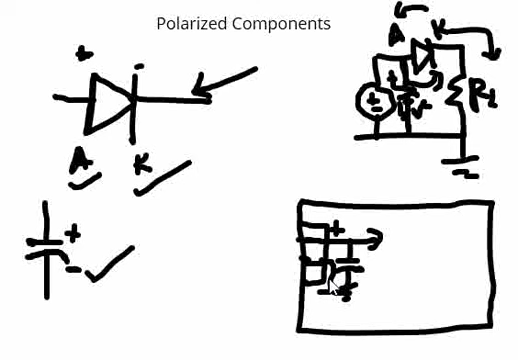 Polarized Components
+ -
A K
+
-
A K
+
R1
+